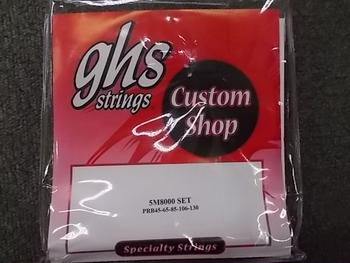 ghs
strings
Custom
Shop
5M8000 SET
PRB45-65-85-106-130
Specialty Strings